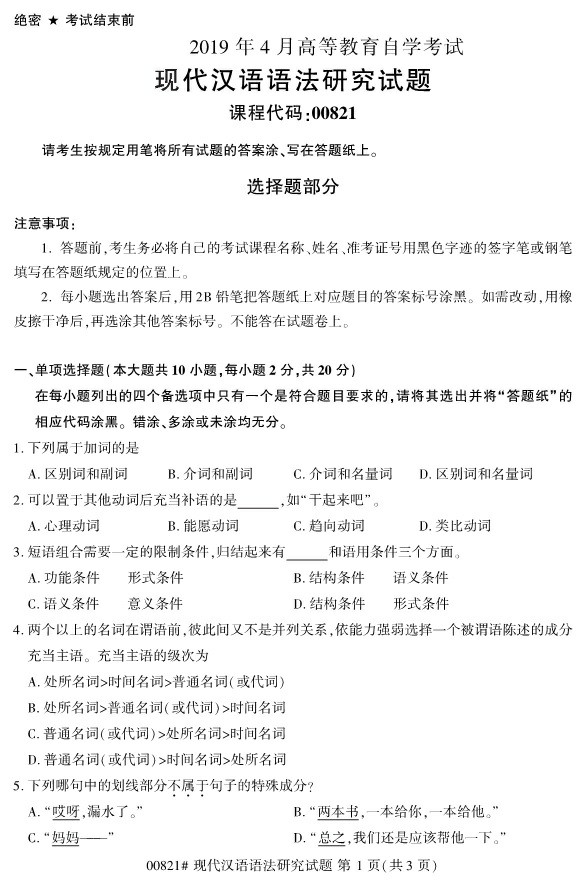 绝密 ★ 考试结束前
2019 年 4 月高等教育自学考试
现代汉语语法研究试题
课程代码:00821
请考生按规定用笔将所有试题的答案涂、写在答题纸上。
选择题部分
注意事项:
1. 答题前,考生务必将自己的考试课程名称、姓名、准考证号用黑色字迹的签字笔或钢笔
填写在答题纸规定的位置上。
2. 每小题选出答案后,用 2B 铅笔把答题纸上对应题目的答案标号涂黑。如需改动,用橡
皮擦干净后,再选涂其他答案标号。不能答在试题卷上。
一、单项选择题(本大题共 10 小题,每小题 2 分,共 20 分)
在每小题列出的四个备选项中只有一个是符合题目要求的,请将其选出并将“答题纸”的
相应代码涂黑。错涂、多涂或未涂均无分。
1. 下列属于加词的是
A. 区别词和副词 B. 介词和副词 C. 介词和名量词 D. 区别词和名量词
2. 可以置于其他动词后充当补语的是______,如“干起来吧”。
A. 心理动词 B. 能愿动词 C. 趋向动词 D. 类比动词
3. 短语组合需要一定的限制条件,归结起来有______和语用条件三个方面。
A. 功能条件 形式条件 B. 结构条件 语义条件
C. 语义条件 意义条件 D. 结构条件 形式条件
4. 两个以上的名词在谓语前,彼此间又不是并列关系,依能力强弱选择一个被谓语陈述的成分
充当主语。充当主语的级次为
A. 处所名词>时间名词>普通名词(或代词)
B. 处所名词>普通名词(或代词)>时间名词
C. 普通名词(或代词)>处所名词>时间名词
D. 普通名词(或代词)>时间名词>处所名词
5. 下列哪句中的划线部分不属于句子的特殊成分?
A. “哎呀,漏水了。” B. “两本书,一本给你,一本给他。”
C. “妈妈——” D. “总之,我们还是应该帮他一下。”
00821# 现代汉语语法研究试题 第 1 页(共 3 页)